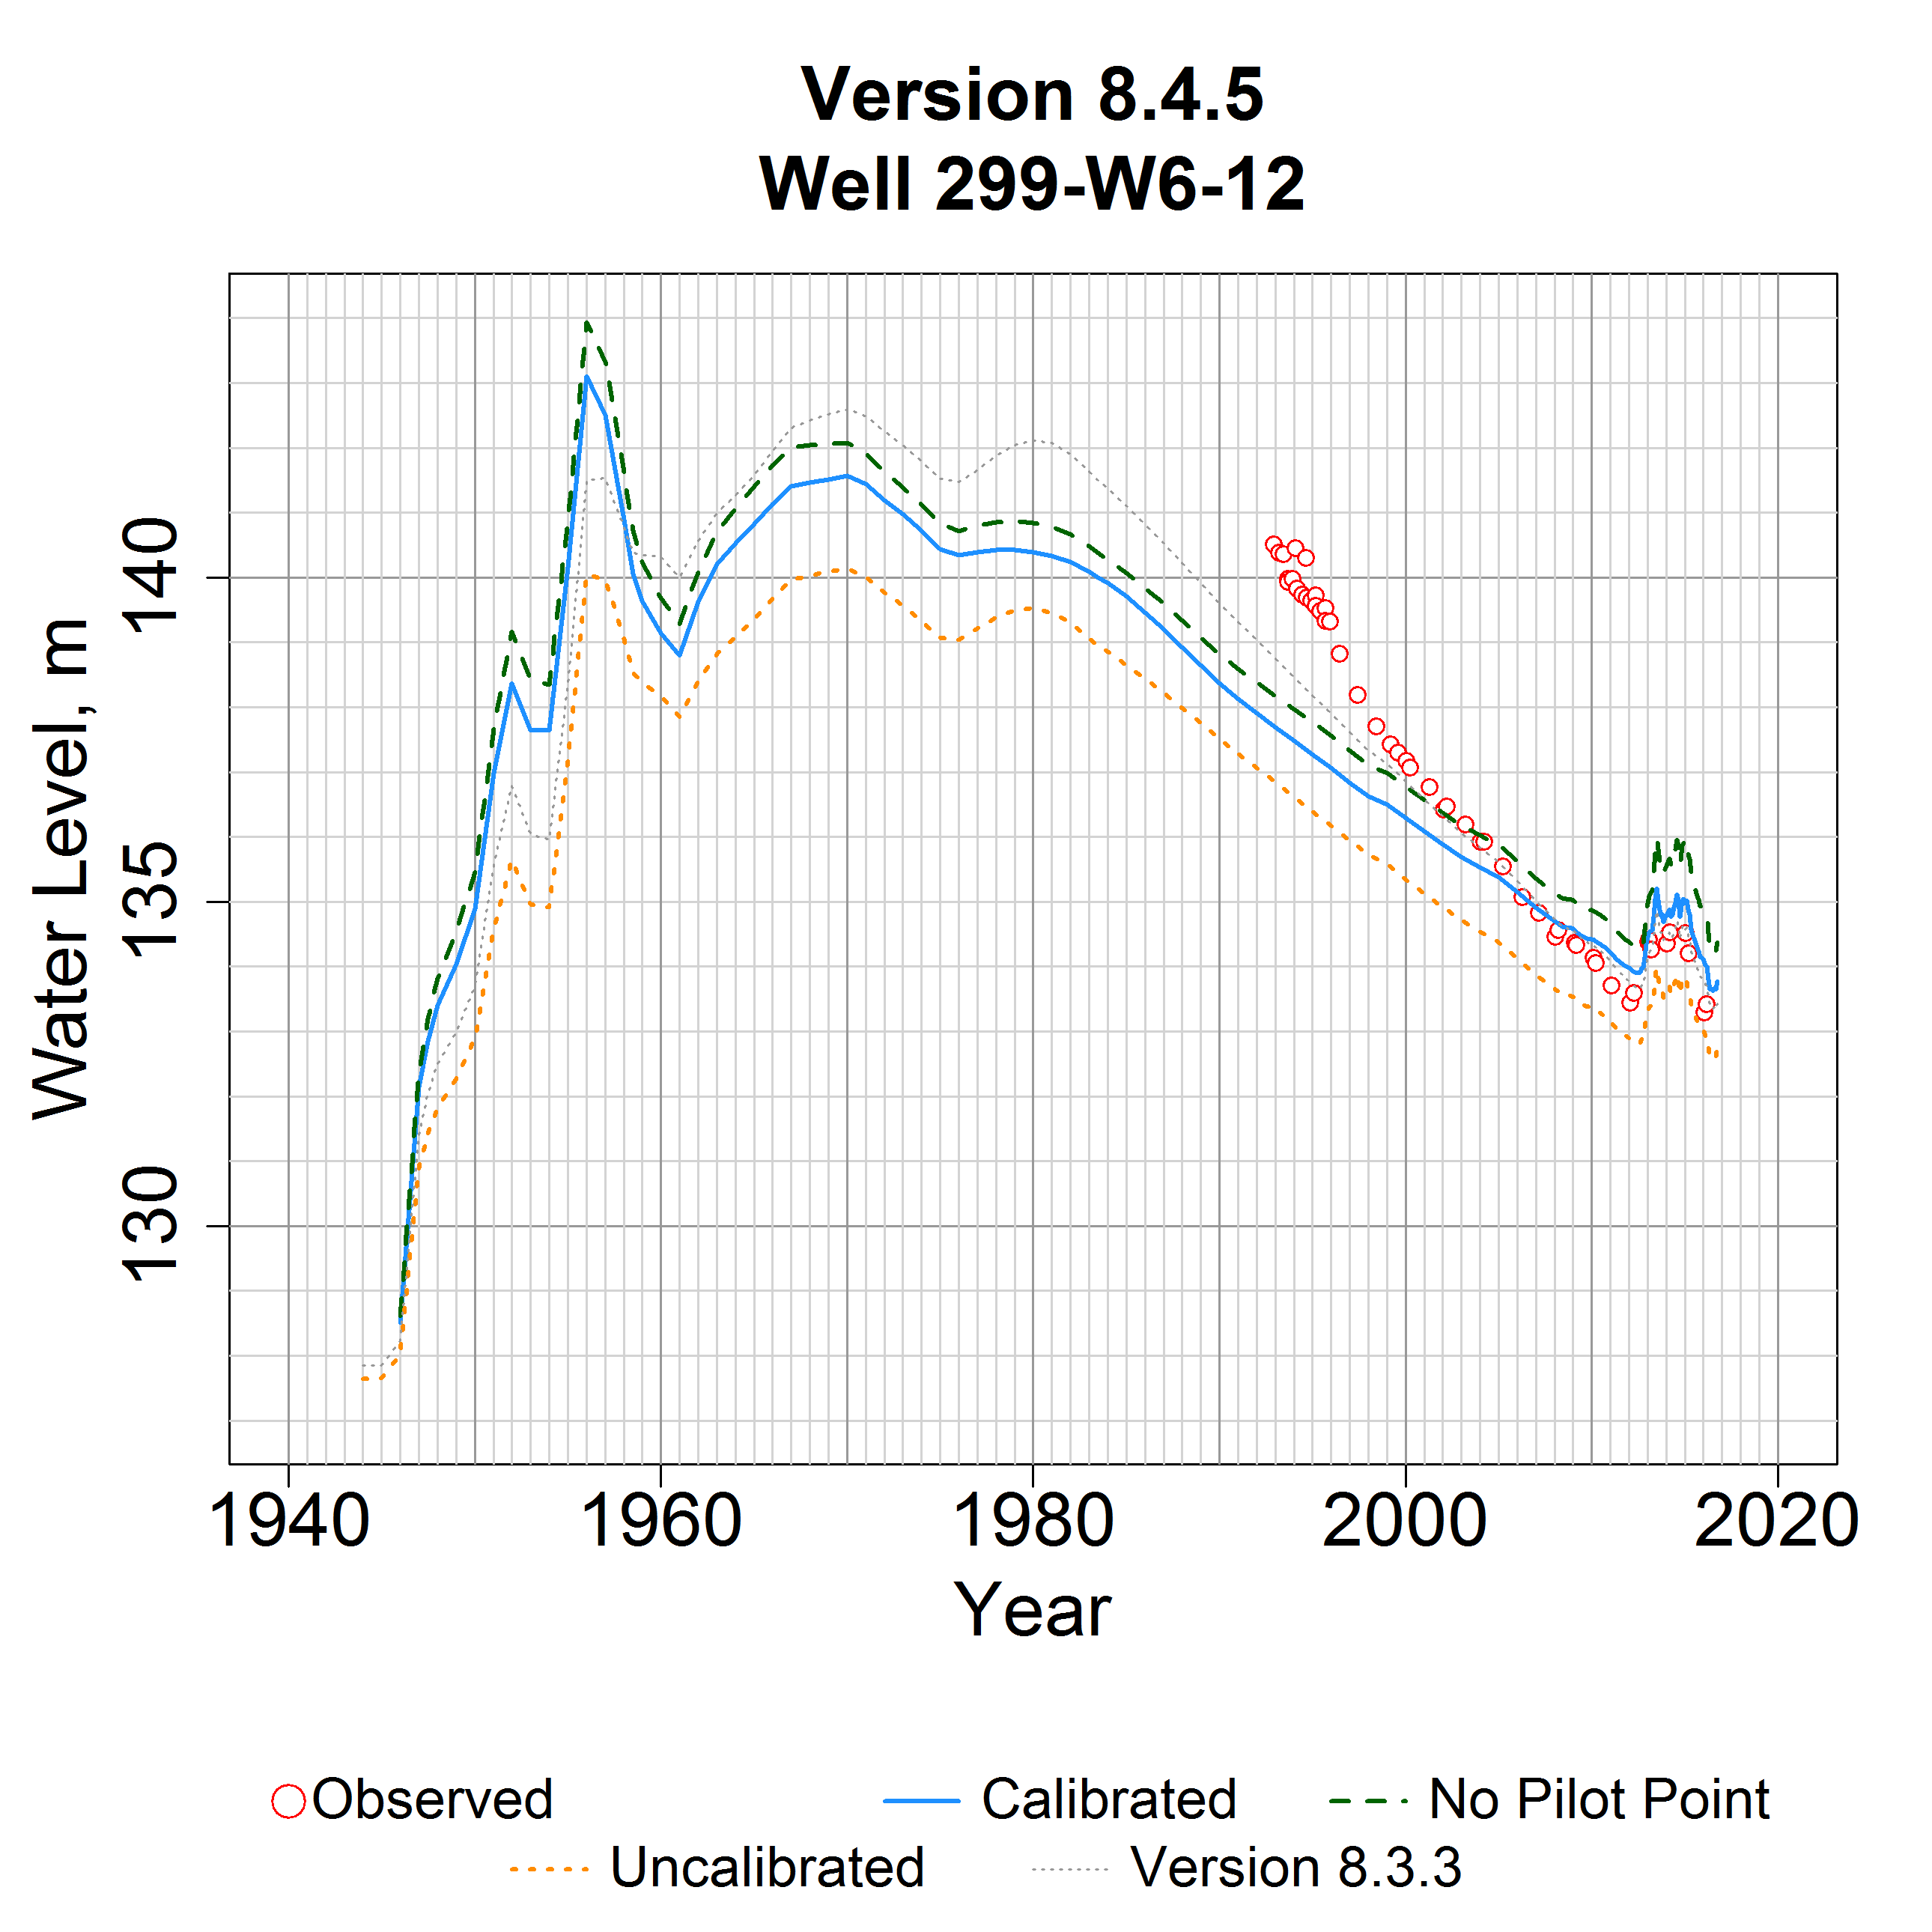 Version 8.4.5
Well 299-W6-12
Water Level, m
140
135
130
1940 1960 1980 2000 2020
Year
Observed Calibrated No Pilot Point
Uncalibrated Version 8.3.3